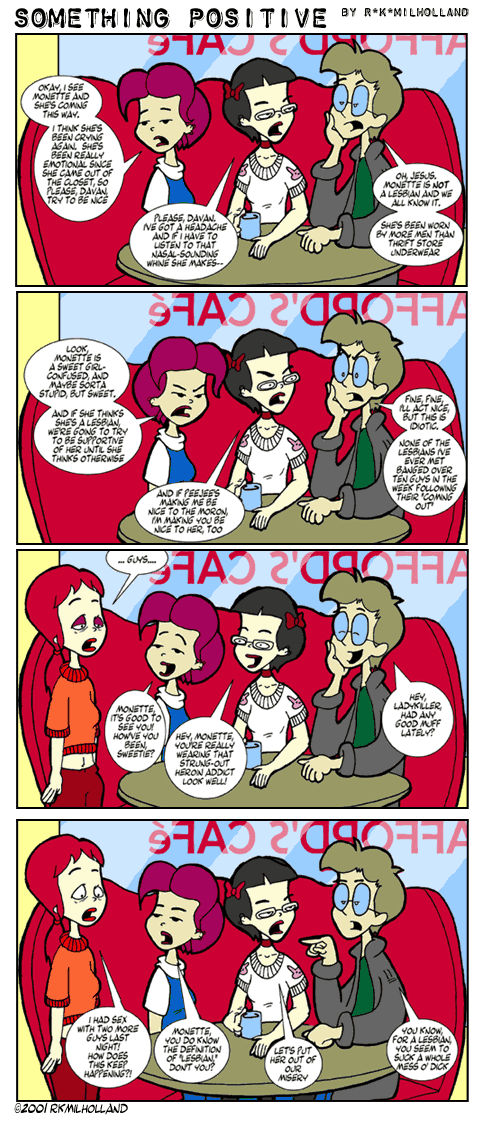 SOMETHING POSITIVE BY R*K*MILHOLLAND
AFFORD'S CAFé
OKAY, I SEE
MONETTE AND
SHE'S COMING
THIS WAY.
I THINK SHE'S
BEEN CRYING
AGAIN. SHE'S
BEEN REALLY
EMOTIONAL SINCE
SHE CAME OUT OF
THE CLOSET, SO
PLEASE, DAVAN,
TRY TO BE NICE
PLEASE, DAVAN.
I'VE GOT A HEADACHE
AND IF I HAVE TO
LISTEN TO THAT
NASAL-SOUNDING
WHINE SHE MAKES--
OH, JESUS.
MONETTE IS NOT
A LESBIAN AND WE
ALL KNOW IT.
SHE'S BEEN WORN
BY MORE MEN THAN
THRIFT STORE
UNDERWEAR
AFFORD'S CAFé
LOOK,
MONETTE IS
A SWEET GIRL-
CONFUSED, AND
MAYBE SORTA
STUPID, BUT SWEET.
AND IF SHE THINKS
SHE'S A LESBIAN,
WE'RE GOING TO TRY
TO BE SUPPORTIVE
OF HER UNTIL SHE
THINKS OTHERWISE
AND IF PEEJEE'S
MAKING ME BE
NICE TO THE MORON,
I'M MAKING YOU BE
NICE TO HER, TOO
FINE, FINE,
I'LL ACT NICE,
BUT THIS IS
IDIOTIC.
NONE OF THE
LESBIANS I'VE
EVER MET
BANGED OVER
TEN GUYS IN THE
WEEK FOLLOWING
THEIR "COMING
OUT"
AFFORD'S CAFé
... GUYS....
MONETTE,
IT'S GOOD TO
SEE YOU!
HOW'VE YOU
BEEN,
SWEETIE?
HEY, MONETTE,
YOU'RE REALLY
WEARING THAT
STRUNG-OUT
HEROIN ADDICT
LOOK WELL!
HEY,
LADYKILLER,
HAD ANY
GOOD MUFF
LATELY?
AFFORD'S CAFé
I HAD SEX
WITH TWO MORE
GUYS LAST
NIGHT!
HOW DOES
THIS KEEP
HAPPENING?!
MONETTE,
YOU DO KNOW
THE DEFINITION
OF "LESBIAN,"
DON'T YOU?
LET'S PUT
HER OUT OF
OUR
MISERY
YOU KNOW,
FOR A LESBIAN,
YOU SEEM TO
SUCK A WHOLE
MESS O' DICK
©2001 RKMILHOLLAND